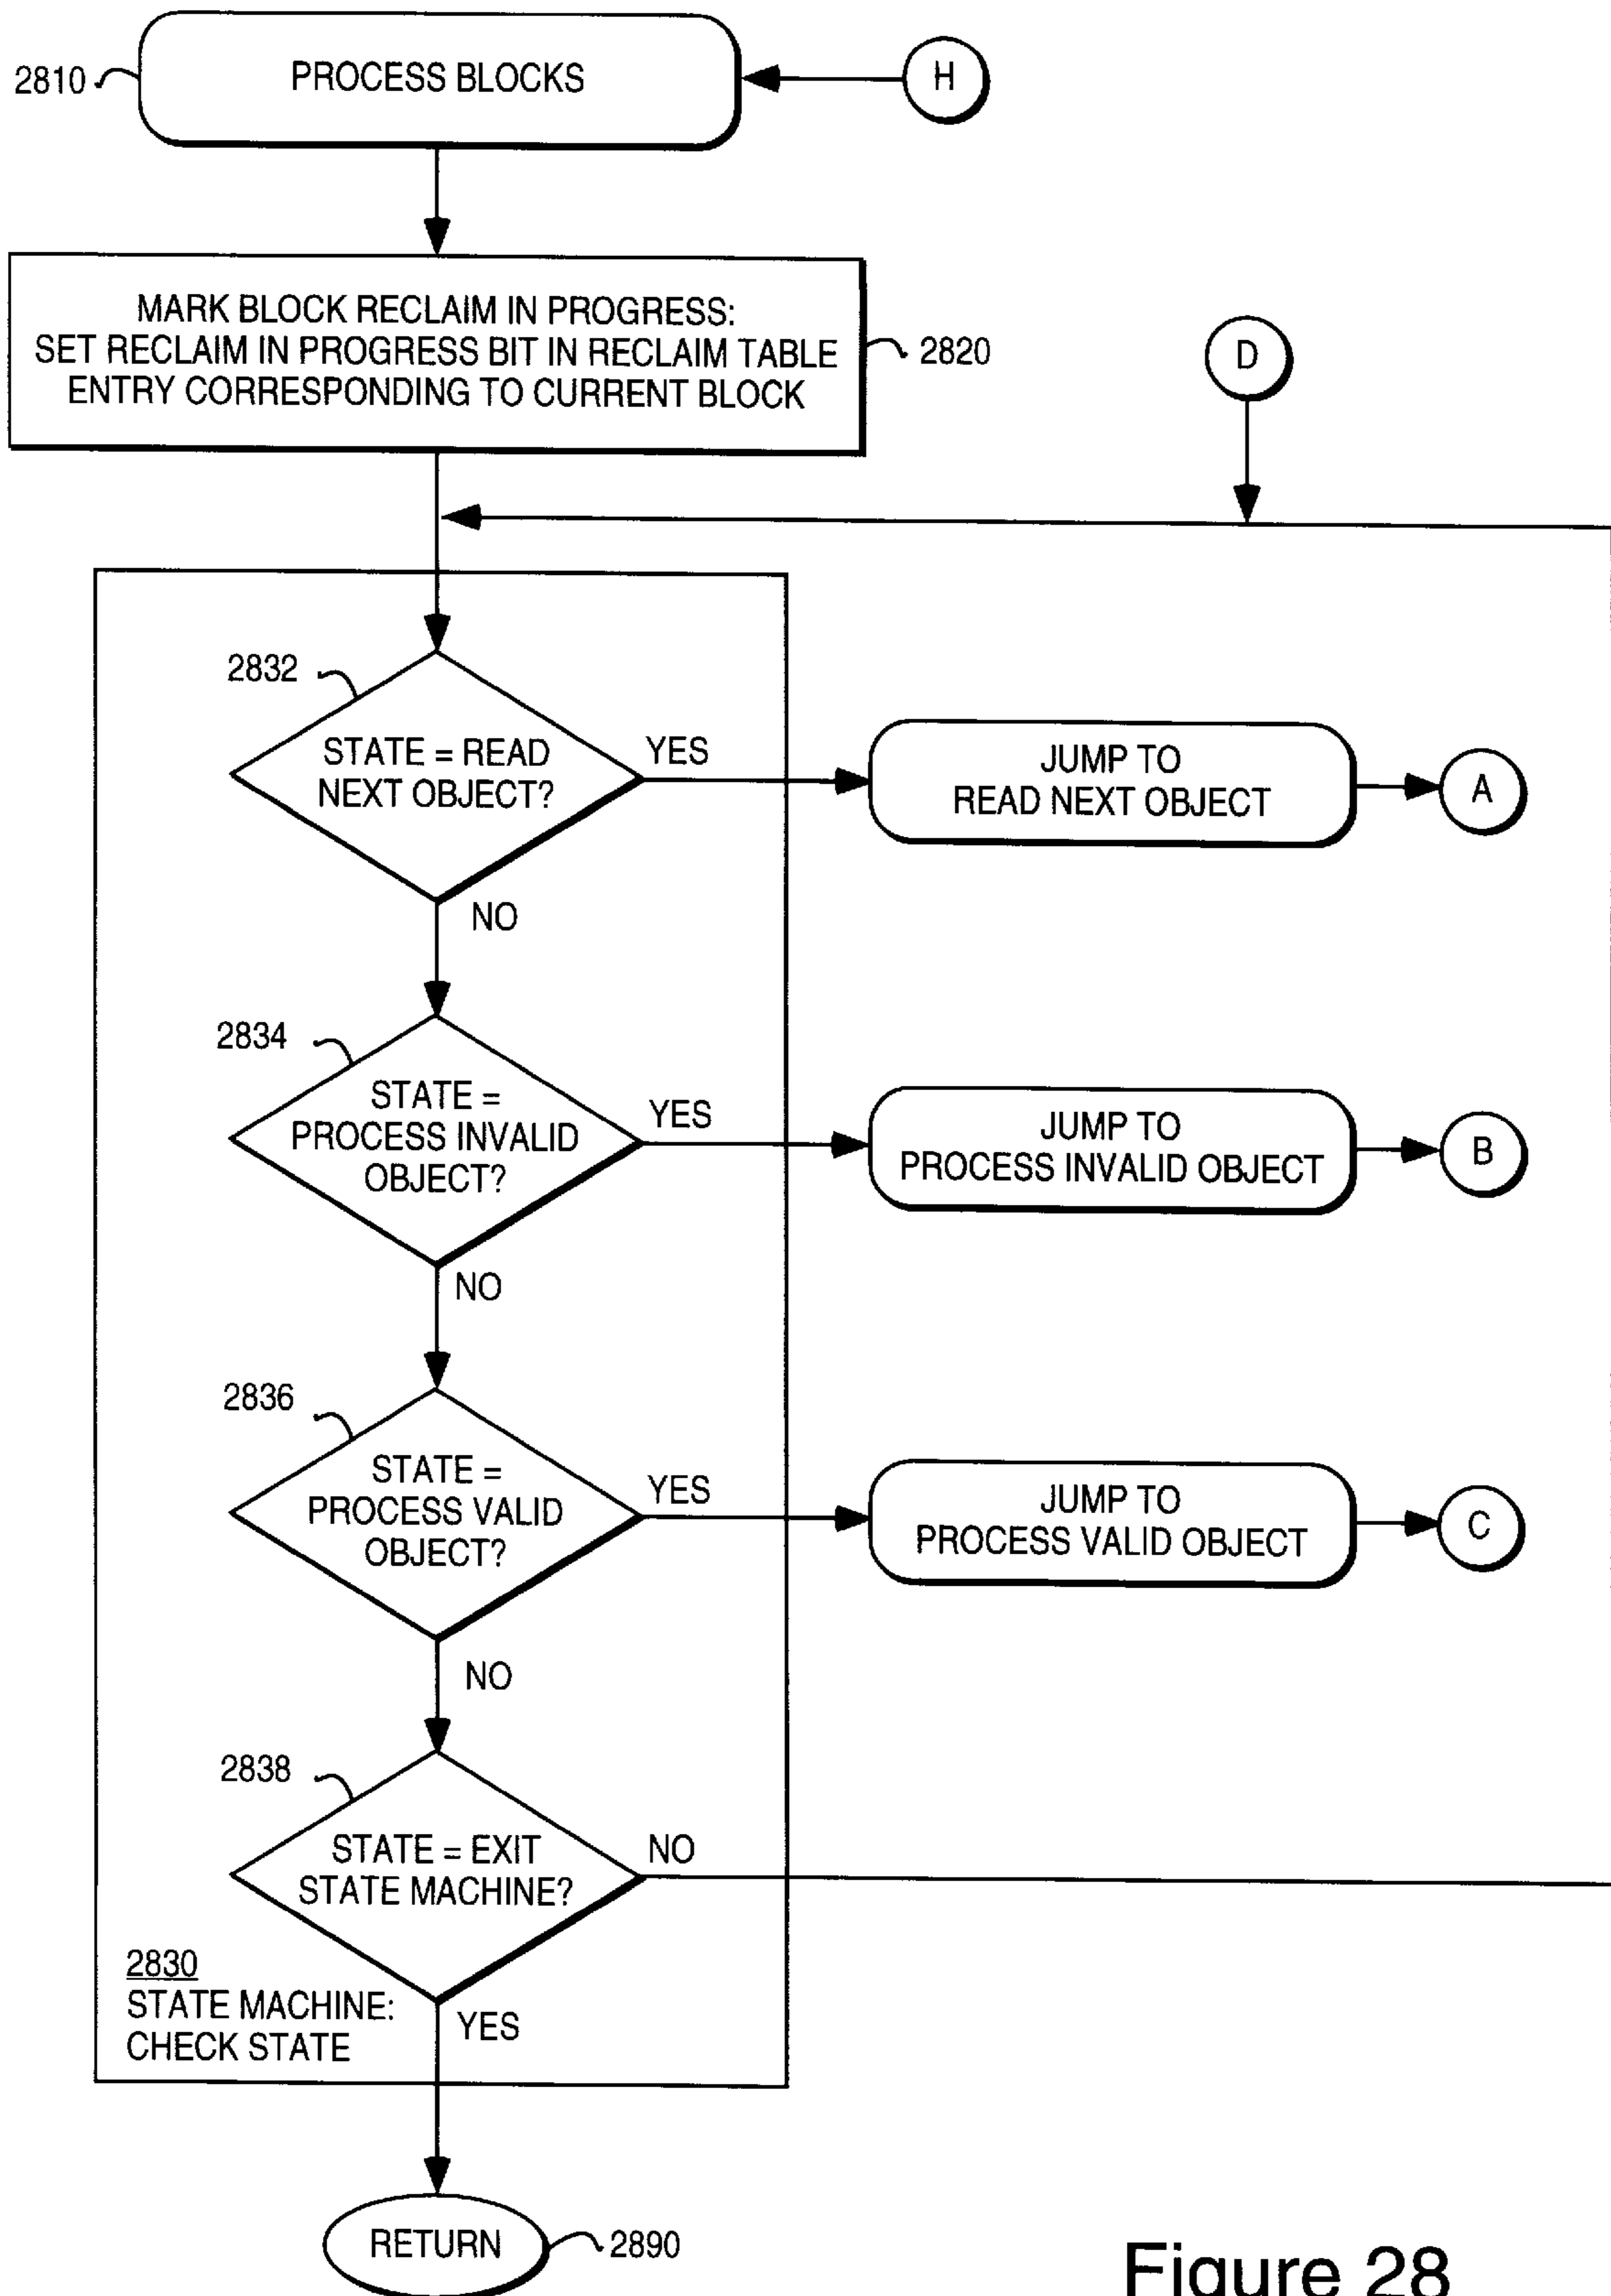 2810
PROCESS BLOCKS
H
MARK BLOCK RECLAIM IN PROGRESS:
SET RECLAIM IN PROGRESS BIT IN RECLAIM TABLE
ENTRY CORRESPONDING TO CURRENT BLOCK
2820
D
2832
STATE = READ
NEXT OBJECT?
YES
JUMP TO
READ NEXT OBJECT
A
NO
2834
STATE =
PROCESS INVALID
OBJECT?
YES
JUMP TO
PROCESS INVALID OBJECT
B
NO
2836
STATE =
PROCESS VALID
OBJECT?
YES
JUMP TO
PROCESS VALID OBJECT
C
NO
2838
STATE = EXIT
STATE MACHINE?
NO
2830
STATE MACHINE:
CHECK STATE
YES
RETURN
2890
Figure 28